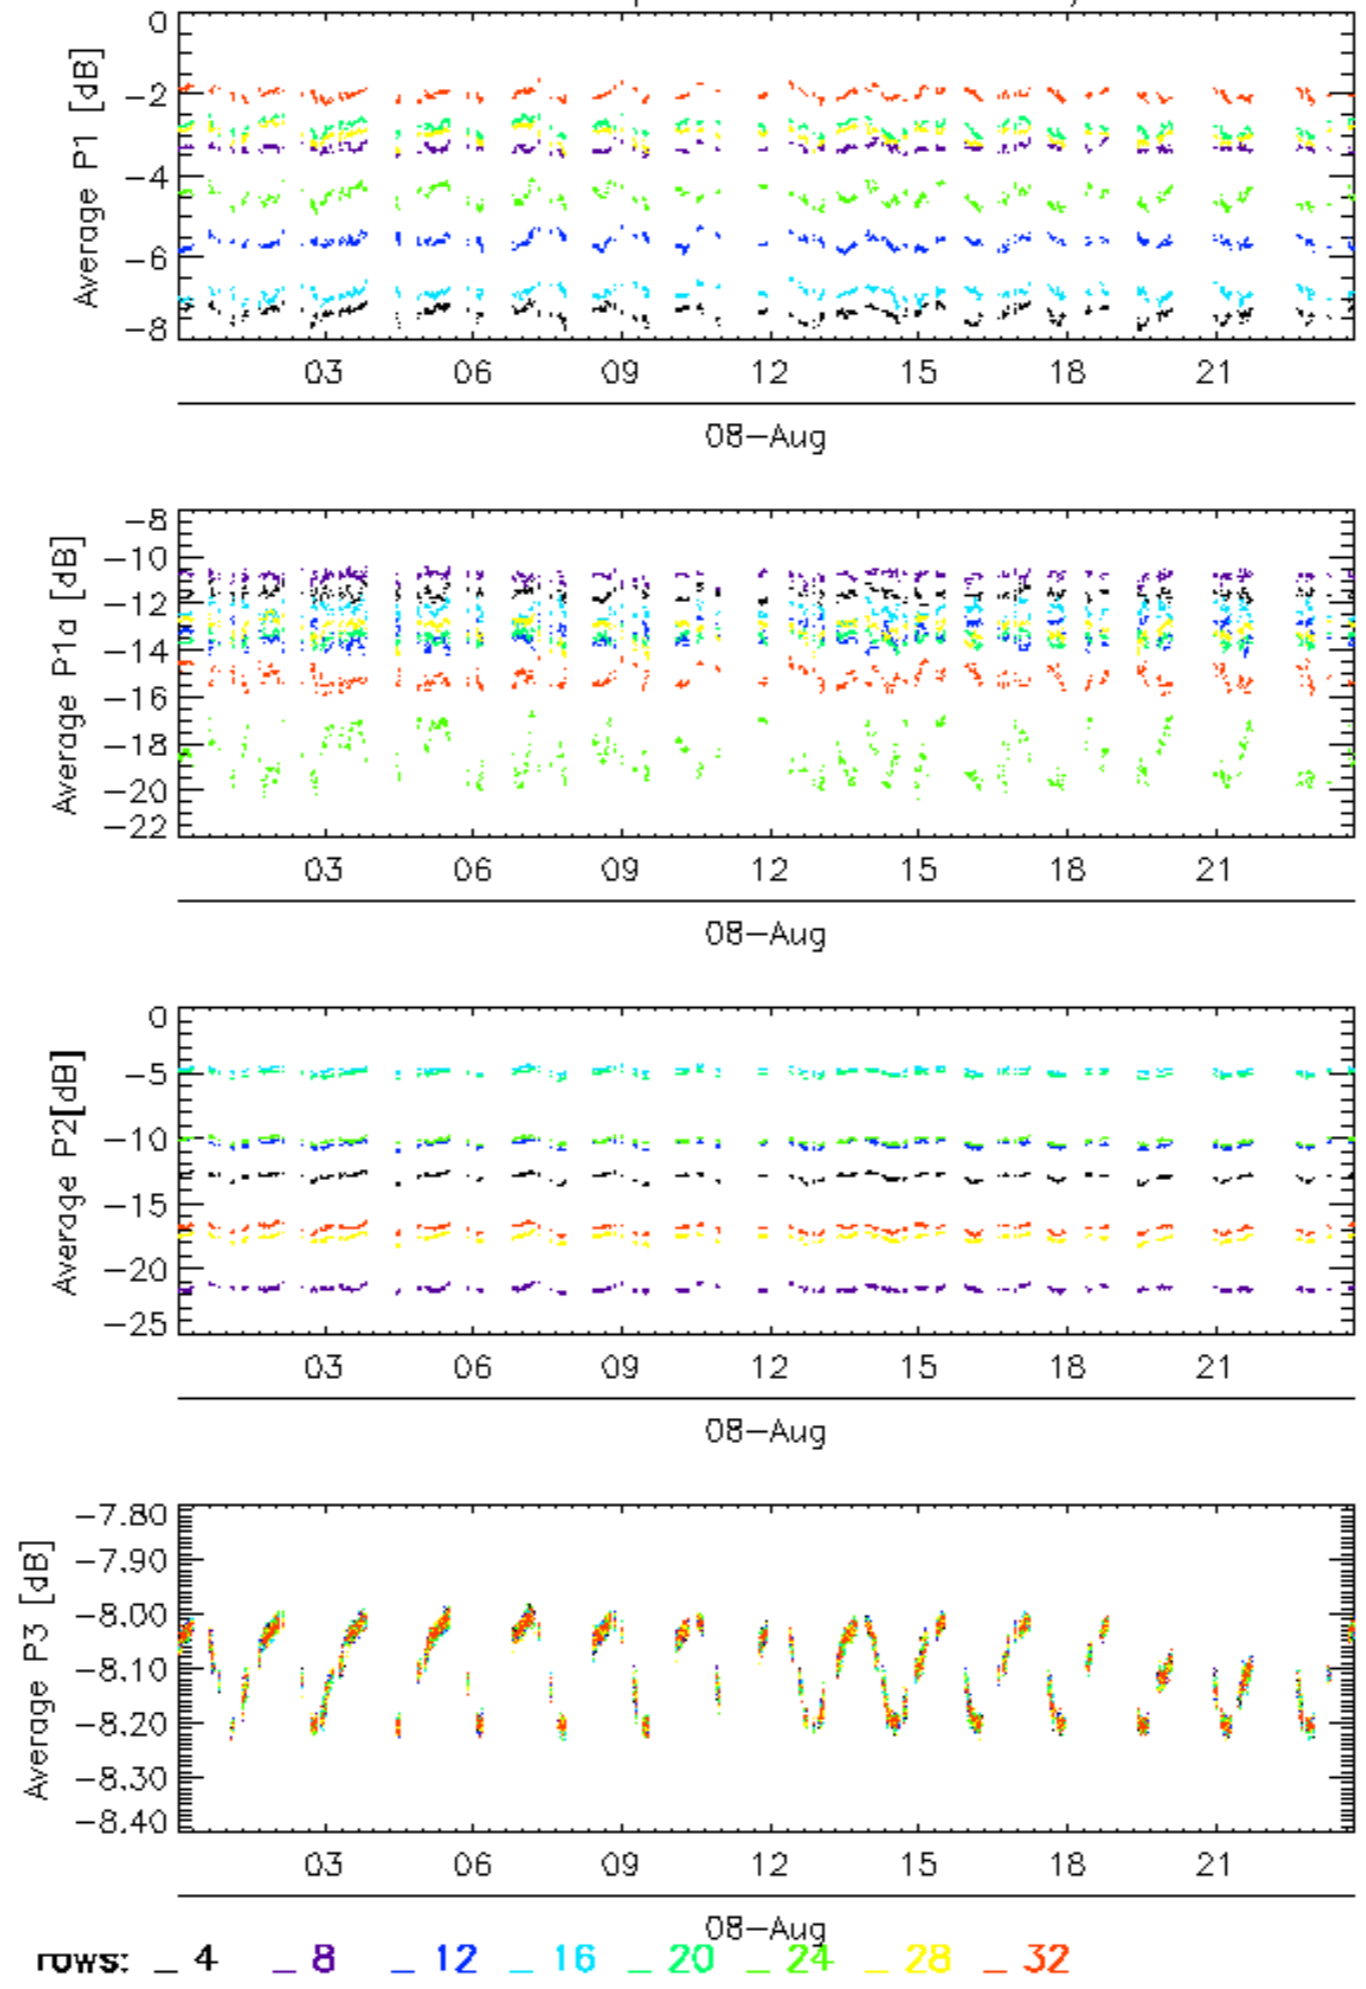 0
Average P1 [dB]
−2
−4
−6
−8
03 06 09 12 15 18 21
08−Aug
−8
Average P1a [dB]
−10
−12
−14
−16
−18
−20
−22
03 06 09 12 15 18 21
08−Aug
0
Average P2[dB]
−5
−10
−15
−20
−25
03 06 09 12 15 18 21
08−Aug
−7.80
Average P3 [dB]
−7.90
−8.00
−8.10
−8.20
−8.30
−8.40
03 06 09 12 15 18 21
08−Aug
rows: _ 4 _ 8 _ 12 _ 16 _ 20 _ 24 _ 28 _ 32